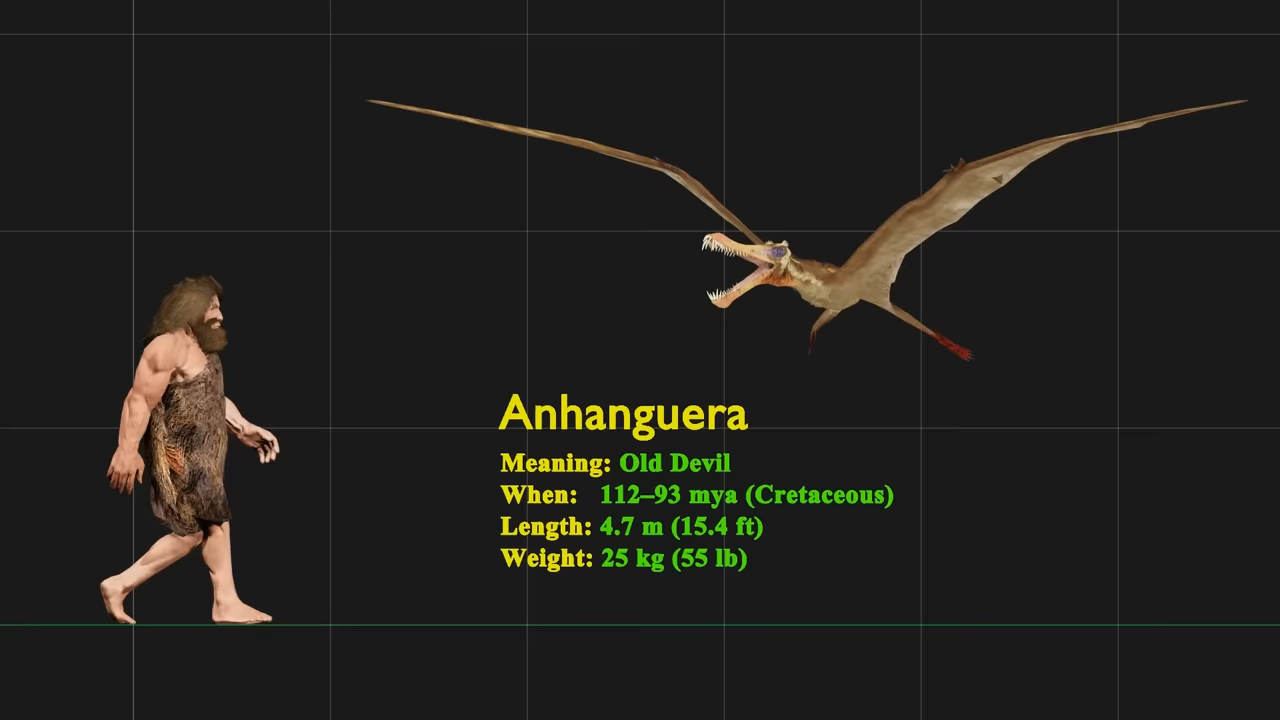 Anhanguera
Meaning: Old Devil
When: 112–93 mya (Cretaceous)
Length: 4.7 m (15.4 ft)
Weight: 25 kg (55 lb)